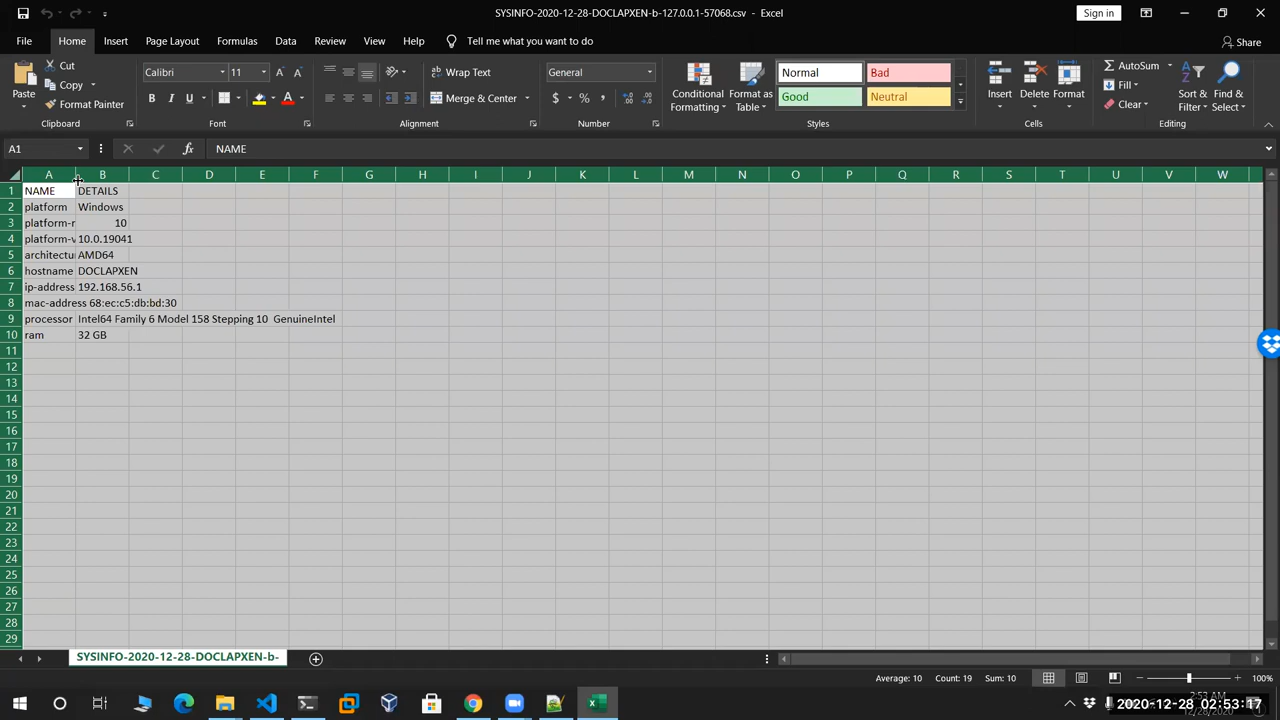 SYSINFO-2020-12-28-DOCLAPXEN-b-127.0.0.1-57068.csv - Excel
Sign in
File Home Insert Page Layout Formulas Data Review View Help Tell me what you want to do
Share
Paste
Cut
Copy
Format Painter
Calibri 11
B I U
A A
Wrap Text
Merge & Center
General
$ % ,
Conditional Formatting
Format as Table
Normal Bad
Good Neutral
Insert Delete Format
AutoSum
Fill
Clear
Sort & Filter
Find & Select
Clipboard Font Alignment Number Styles Cells Editing
A1 fx NAME
A B C D E F G H I J K L M N O P Q R S T U V W
1 NAME DETAILS
2 platform Windows
3 platform-r 10
4 platform-v 10.0.19041
5 architectu AMD64
6 hostname DOCLAPXEN
7 ip-address 192.168.56.1
8 mac-address 68:ec:c5:db:bd:30
9 processor Intel64 Family 6 Model 158 Stepping 10 GenuineIntel
10 ram 32 GB
11
12
13
14
15
16
17
18
19
20
21
22
23
24
25
26
27
28
29
SYSINFO-2020-12-28-DOCLAPXEN-b-
Average: 10 Count: 19 Sum: 10
100%
2020-12-28 02:53:17